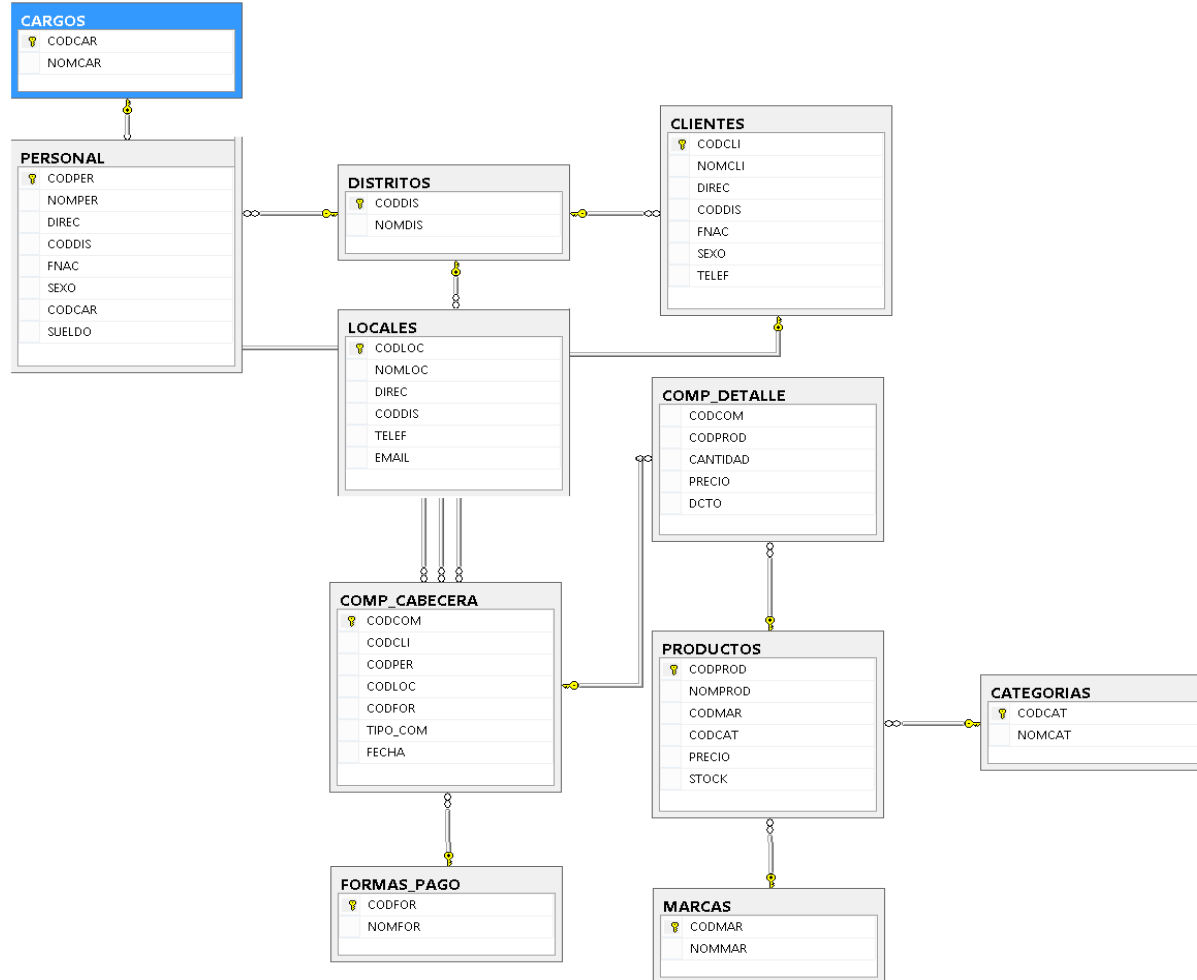 CARGOS
CODCAR
NOMCAR
PERSONAL
CODPER
NOMPER
DIREC
CODDIS
FNAC
SEXO
CODCAR
SUELDO
DISTRITOS
CODDIS
NOMDIS
CLIENTES
CODCLI
NOMCLI
DIREC
CODDIS
FNAC
SEXO
TELEF
LOCALES
CODLOC
NOMLOC
DIREC
CODDIS
TELEF
EMAIL
COMP_DETALLE
CODCOM
CODPROD
CANTIDAD
PRECIO
DCTO
COMP_CABECERA
CODCOM
CODCLI
CODPER
CODLOC
CODFOR
TIPO_COM
FECHA
PRODUCTOS
CODPROD
NOMPROD
CODMAR
CODCAT
PRECIO
STOCK
CATEGORIAS
CODCAT
NOMCAT
FORMAS_PAGO
CODFOR
NOMFOR
MARCAS
CODMAR
NOMMAR